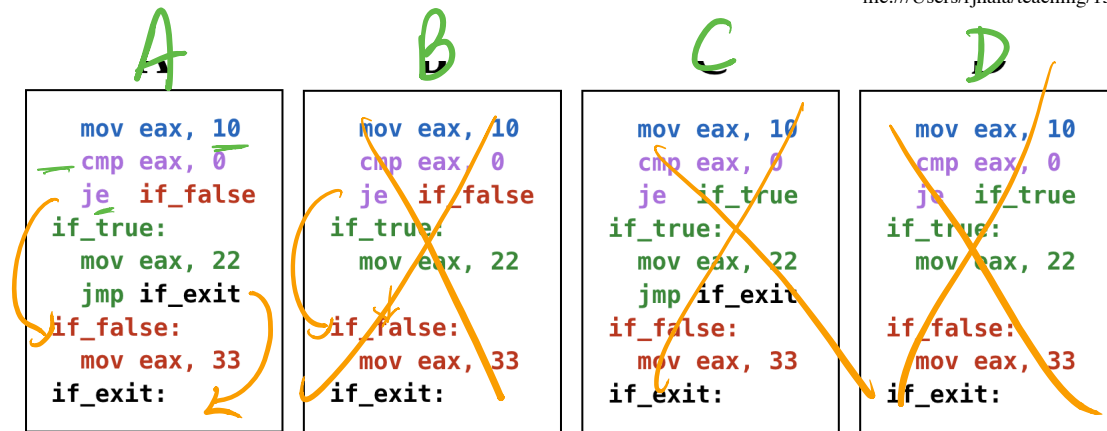 A B C D
mov eax, 10
cmp eax, 0
je if_false
if_true:
mov eax, 22
jmp if_exit
if_false:
mov eax, 33
if_exit:
mov eax, 10
cmp eax, 0
je if_false
if_true:
mov eax, 22
if_false:
mov eax, 33
if_exit:
mov eax, 10
cmp eax, 0
je if_true
if_true:
mov eax, 22
jmp if_exit
if_false:
mov eax, 33
if_exit:
mov eax, 10
cmp eax, 0
je if_true
if_true:
mov eax, 22
if_false:
mov eax, 33
if_exit: